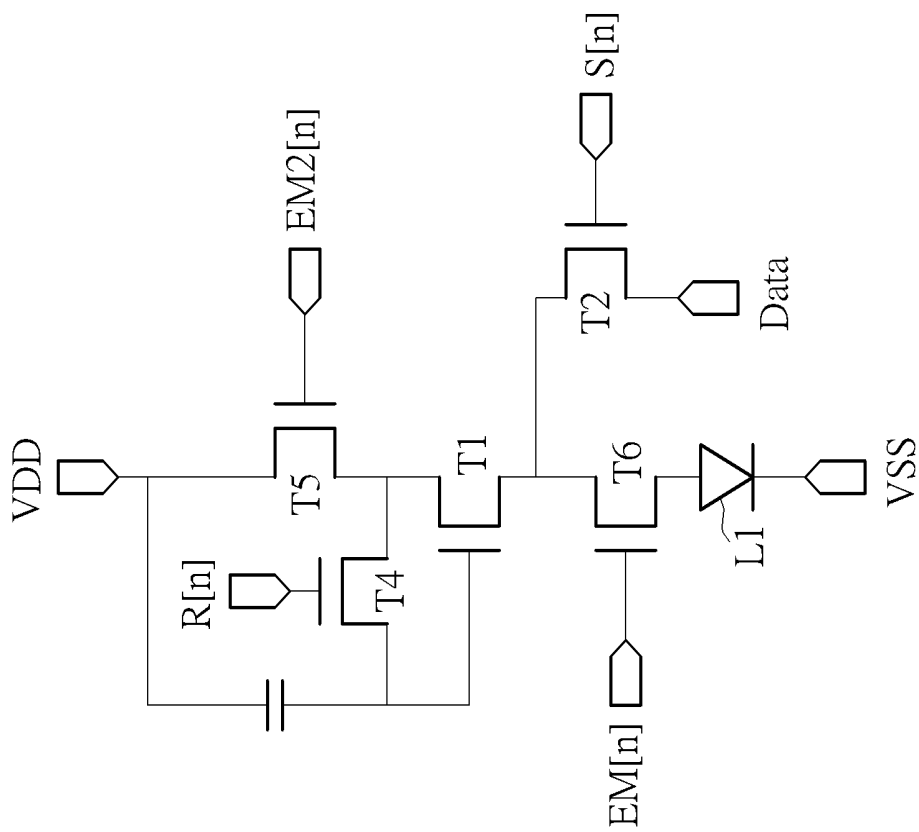 VDD
EM2[n]
S[n]
T5
R[n]
T4
T1
T2
Data
T6
EM[n]
L1
VSS